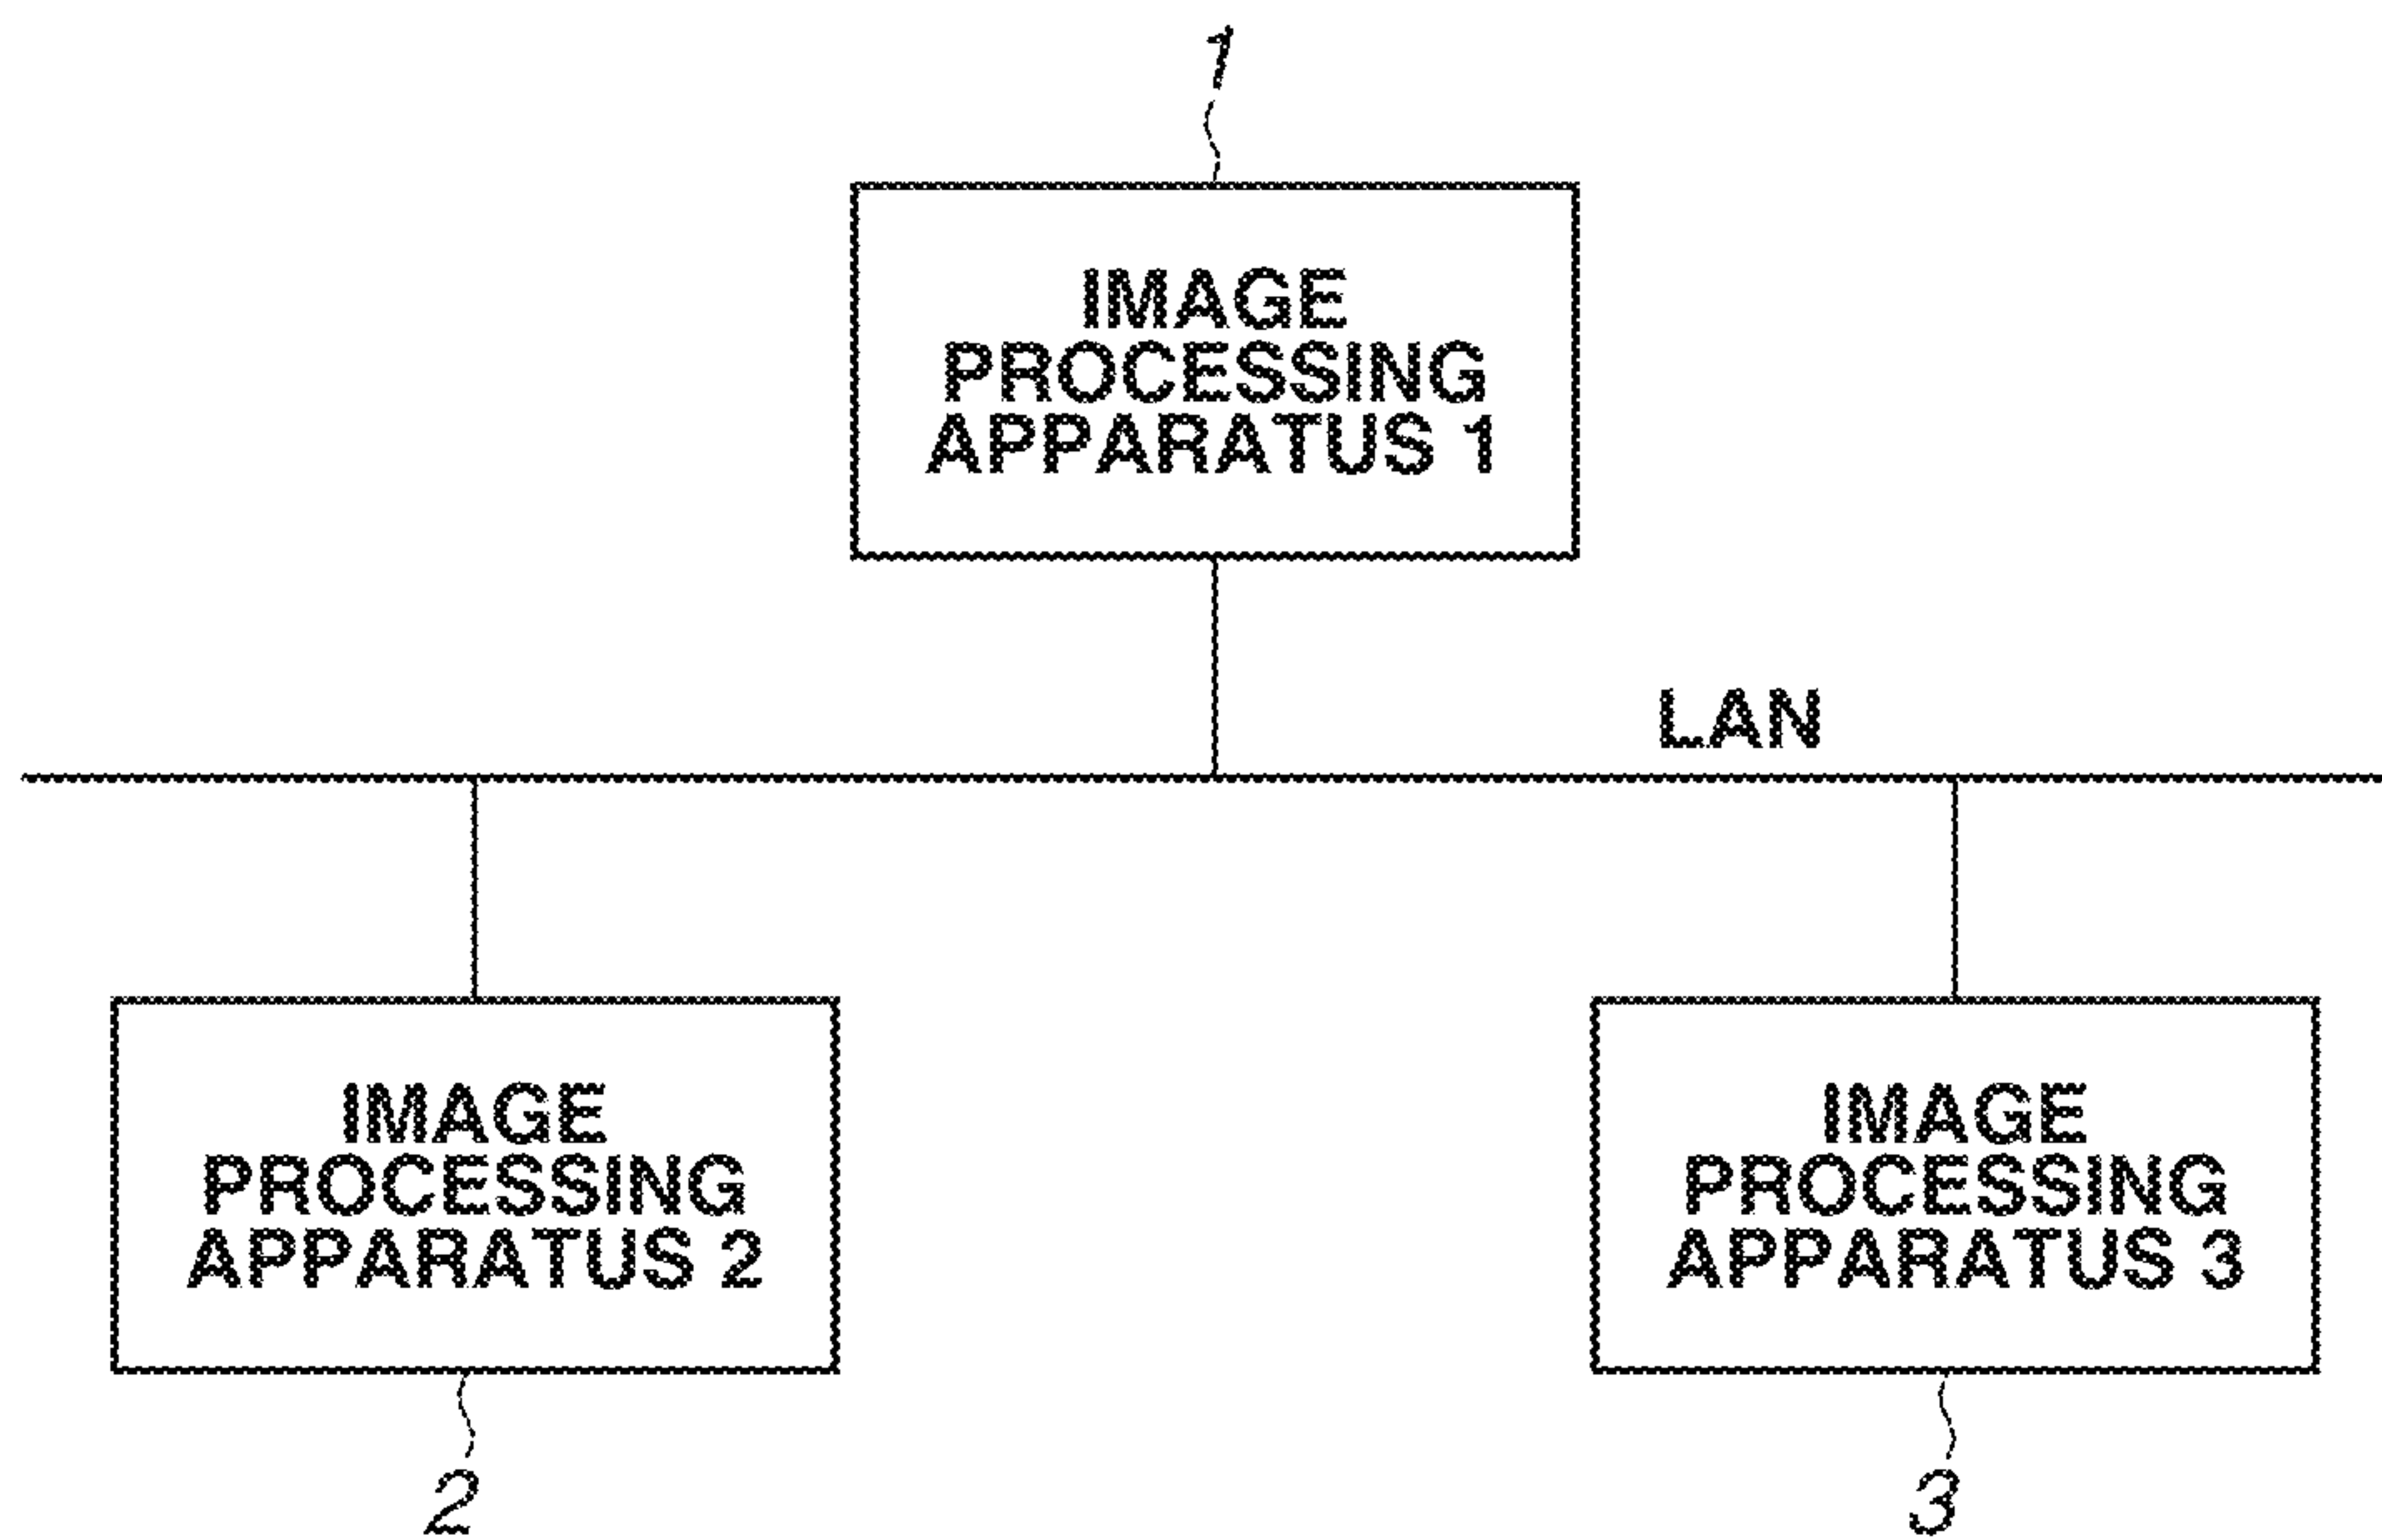 1
IMAGE
PROCESSING
APPARATUS 1
LAN
IMAGE
PROCESSING
APPARATUS 2
IMAGE
PROCESSING
APPARATUS 3
2
3